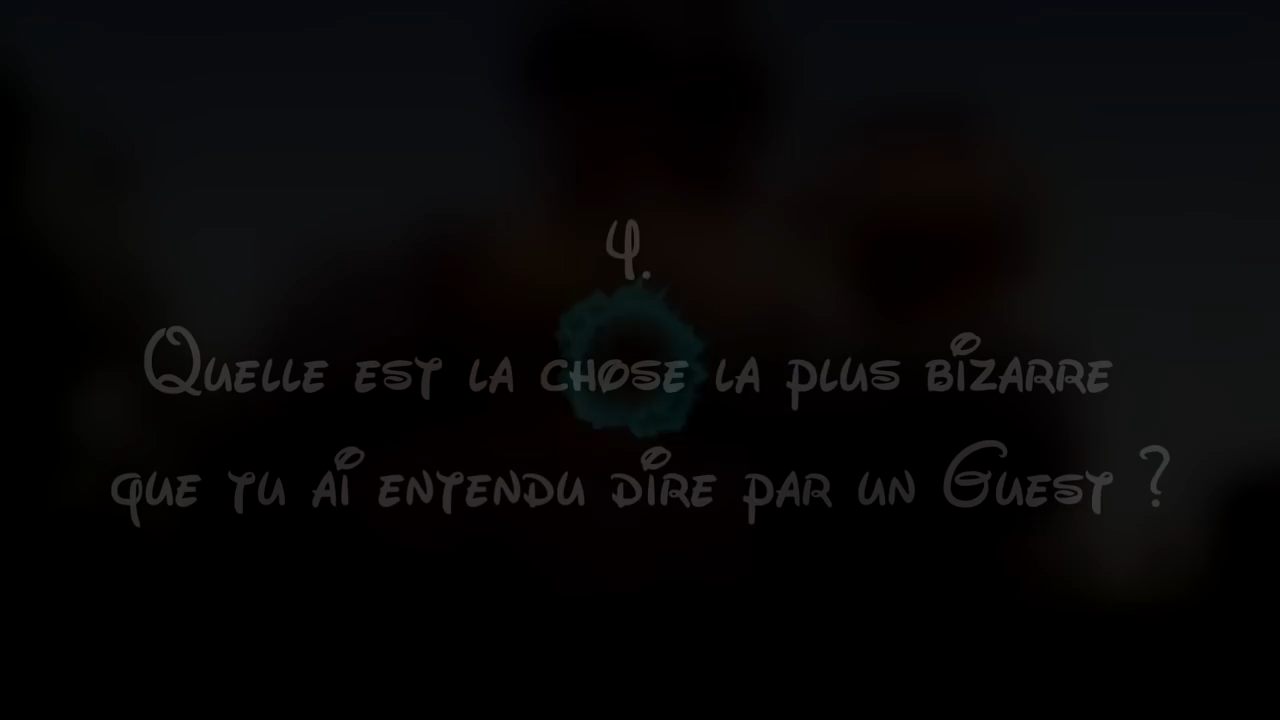 4.
Quelle est la chose la plus bizarre
que tu ai entendu dire par un Guest ?